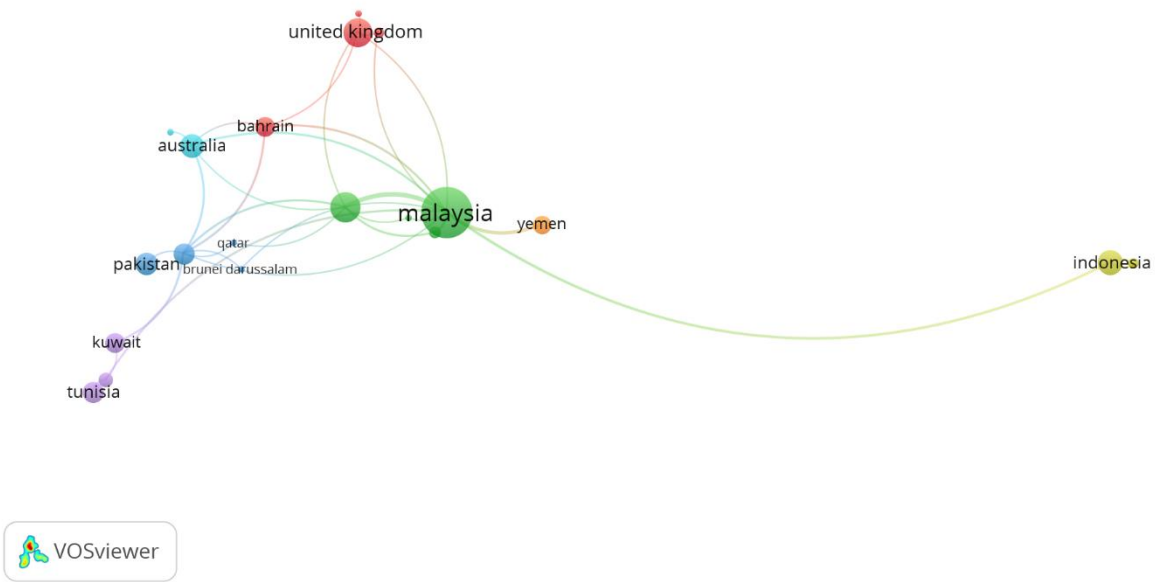 united kingdom
bahrain
australia
malaysia
yemen
qatar
pakistan
brunei darussalam
indonesia
kuwait
tunisia
VOSviewer